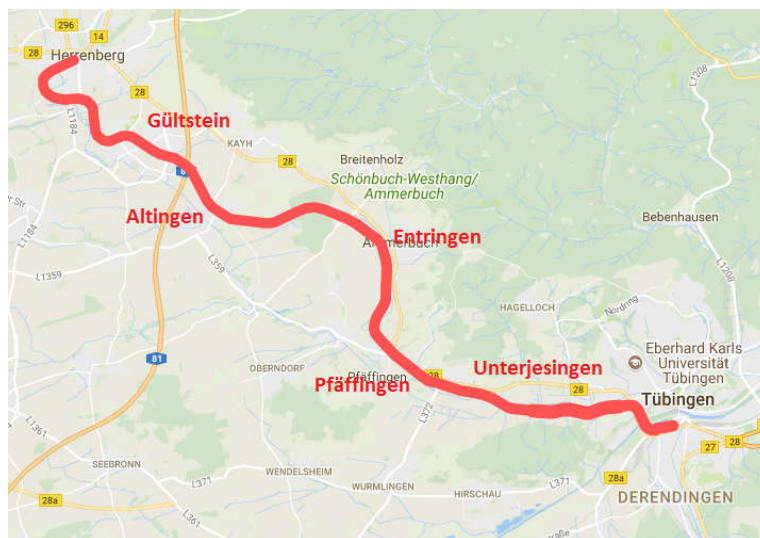 296
14
28
Herrenberg
L1184
28
Gültstein
KAYH
28
Breitenholz
Schönbuch-Westhang/
Ammerbuch
L1208
Bebenhausen
L1208
Altingen
Entringen
L1184
L1359
L359
81
HAGELLOCH
Nordring
Eberhard Karls
Universität
Tübingen
OBERNDORF
Pfäffingen
28
Unterjesingen
28
Tübingen
L372
27
28
L1361
SEEBRONN
L371
WENDELSHEIM
WURMLINGEN
HIRSCHAU
L371
28a
28a
DERENDINGEN
L361